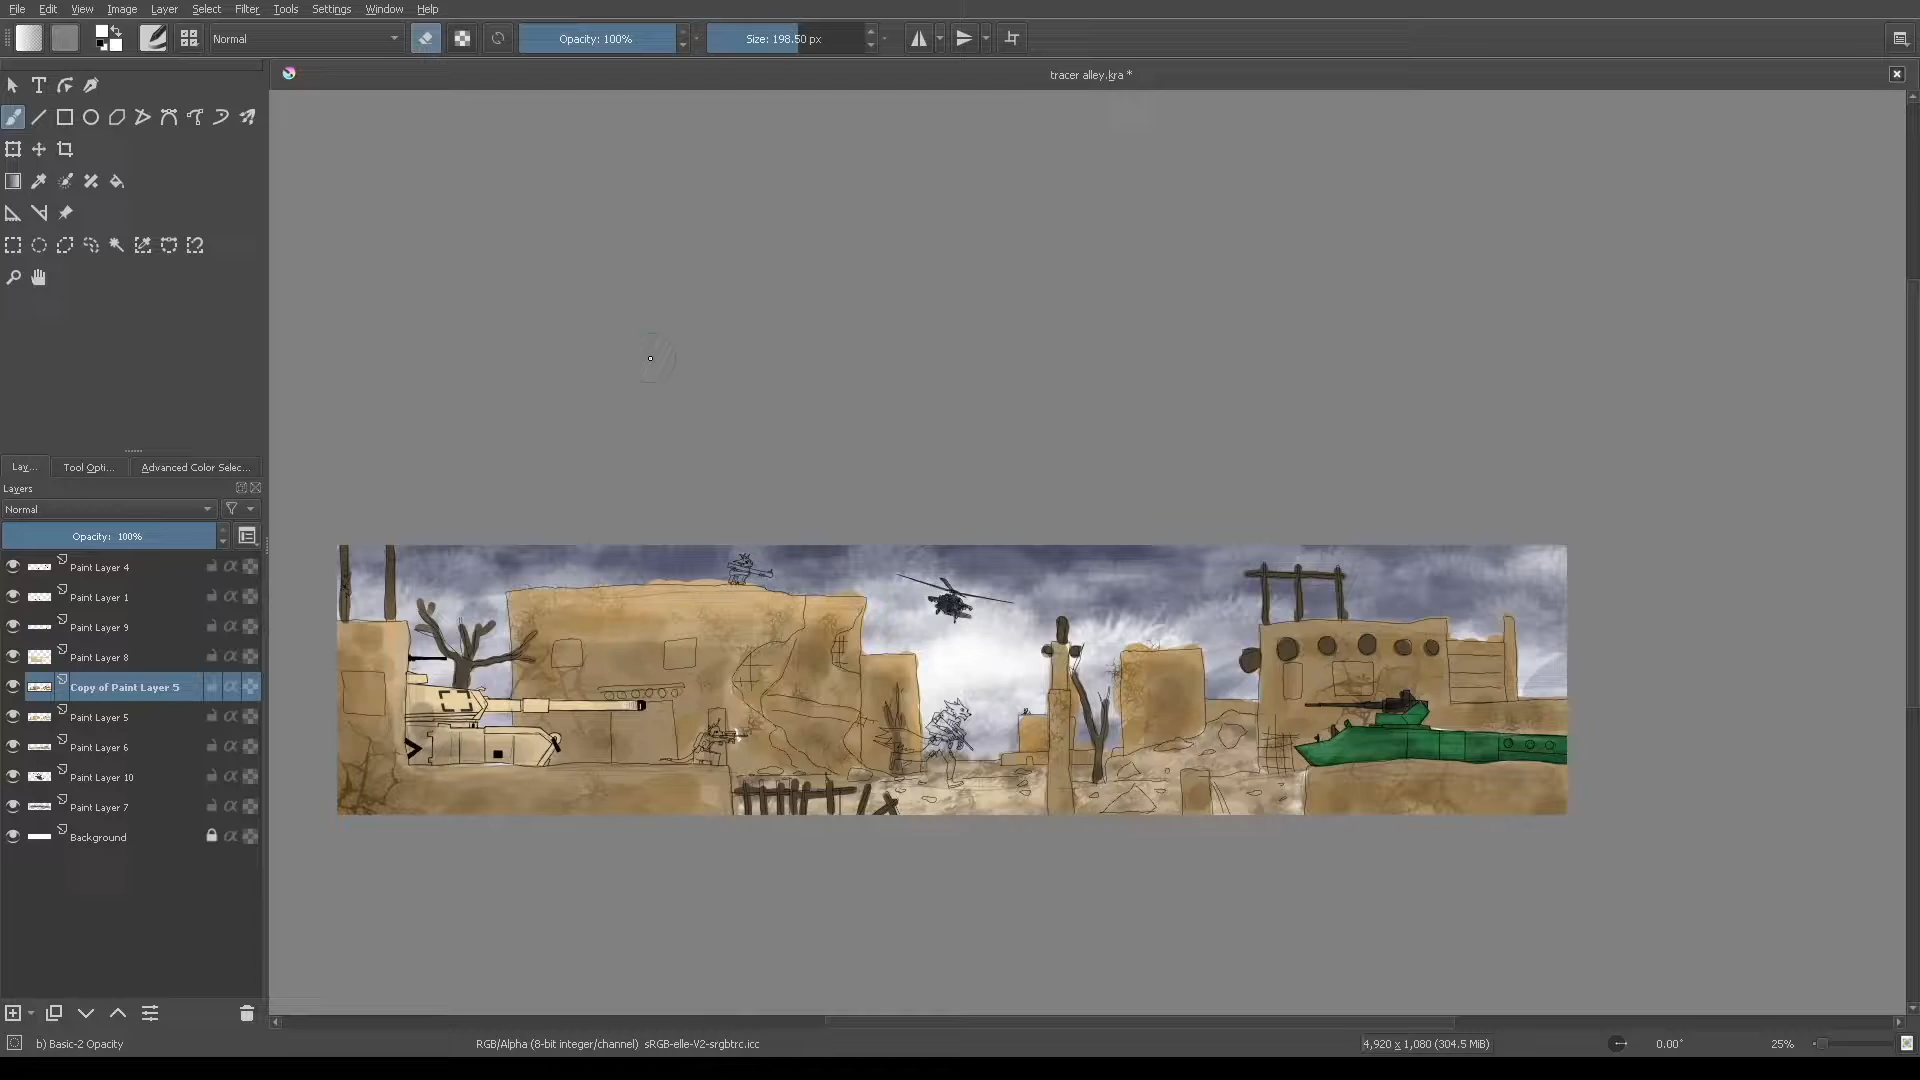 File Edit View Image Layer Select Filter Tools Settings Window Help
Normal
Opacity: 100%
Size: 198.50 px
tracer alley.kra *
Lay...
Tool Opti...
Advanced Color Selec...
Layers
Normal
Opacity: 100%
Paint Layer 4
Paint Layer 1
Paint Layer 9
Paint Layer 8
Copy of Paint Layer 5
Paint Layer 5
Paint Layer 6
Paint Layer 10
Paint Layer 7
Background
b) Basic-2 Opacity
RGB/Alpha (8-bit integer/channel) sRGB-elle-V2-srgbtrc.icc
4,920 x 1,080 (304.5 MiB)
0.00°
25%